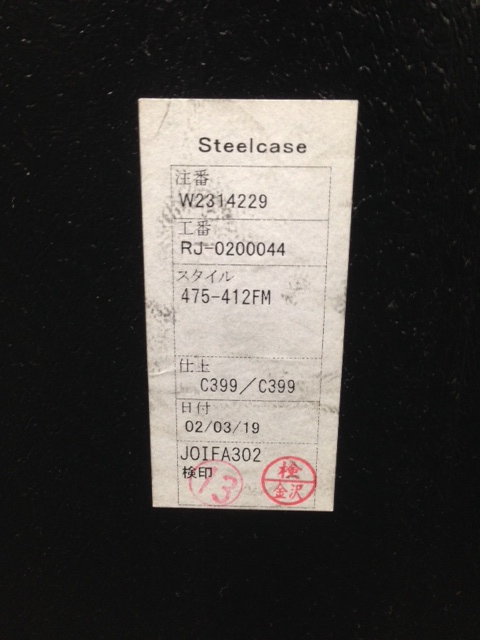 Steelcase
注番
W2314229
工番
RJ-0200044
スタイル
475-412FM
仕上
C399／C399
日付
02/03/19
JOIFA302
検印
13
検
金沢